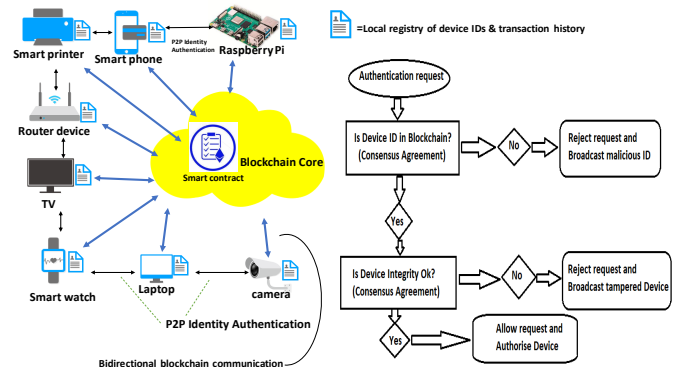 =Local registry of device IDs & transaction history
Smart printer
Smart phone
P2P Identity
Authentication
RaspberryPi
Router device
TV
Smart watch
Laptop
camera
Smart contract
Blockchain Core
P2P Identity Authentication
Bidirectional blockchain communication
Authentication request
Is Device ID in Blockchain?
(Consensus Agreement)
No
Reject request and
Broadcast malicious ID
Yes
Is Device Integrity Ok?
(Consensus Agreement)
No
Reject request and
Broadcast tampered Device
Yes
Allow request and
Authorise Device